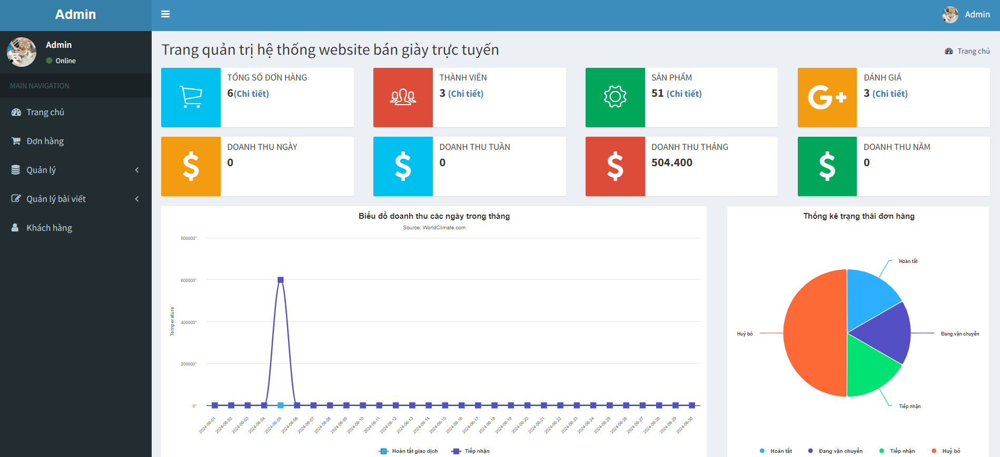 Admin
Admin
Admin
Online
MAIN NAVIGATION
Trang chủ
Đơn hàng
Quản lý
Quản lý bài viết
Khách hàng
Trang quản trị hệ thống website bán giày trực tuyến
Trang chủ
TỔNG SỐ ĐƠN HÀNG
6(Chi tiết)
THÀNH VIÊN
3 (Chi tiết)
SẢN PHẨM
51 (Chi tiết)
G+
ĐÁNH GIÁ
3 (Chi tiết)
$
DOANH THU NGÀY
0
$
DOANH THU TUẦN
0
$
DOANH THU THÁNG
504.400
$
DOANH THU NĂM
0
Biểu đồ doanh thu các ngày trong tháng
Source: WorldClimate.com
800000°
600000°
400000°
200000°
0°
Temperature
2024-06-01
2024-06-02
2024-06-03
2024-06-04
2024-06-05
2024-06-06
2024-06-07
2024-06-08
2024-06-09
2024-06-10
2024-06-11
2024-06-12
2024-06-13
2024-06-14
2024-06-15
2024-06-16
2024-06-17
2024-06-18
2024-06-19
2024-06-20
2024-06-21
2024-06-22
2024-06-23
2024-06-24
2024-06-25
2024-06-26
2024-06-27
2024-06-28
2024-06-29
2024-06-30
Hoàn tất giao dịch
Tiếp nhận
Thống kê trạng thái đơn hàng
Hoàn tất
Huỷ bỏ
Đang vận chuyển
Tiếp nhận
Hoàn tất
Đang vận chuyển
Tiếp nhận
Huỷ bỏ